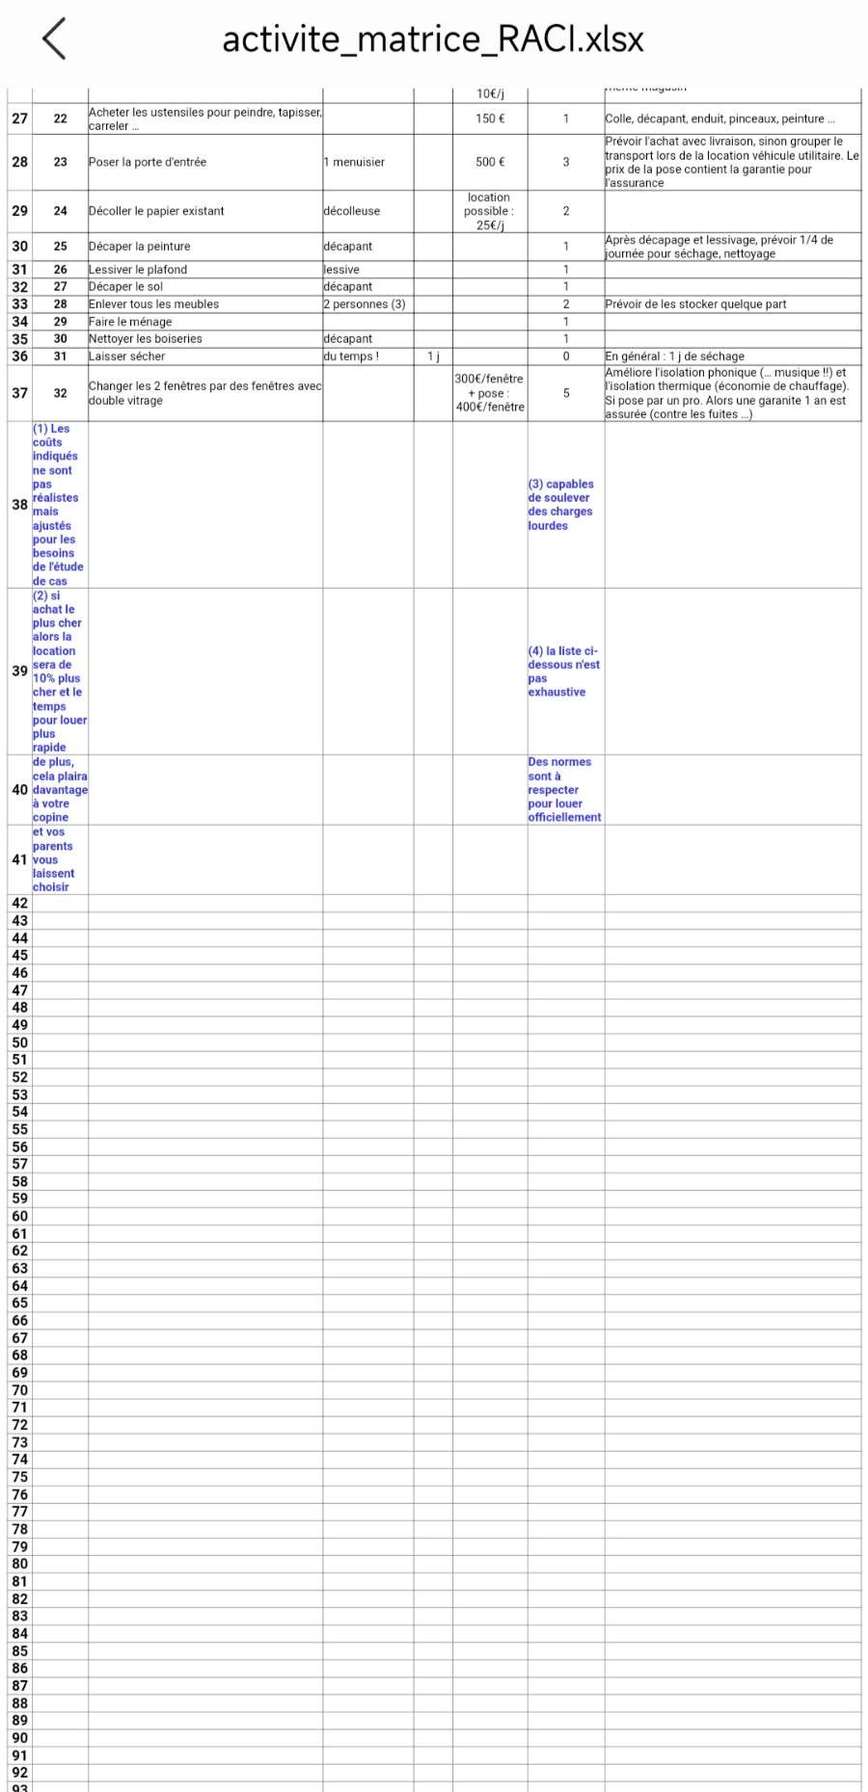 activite_matrice_RACI.xlsx
10€/j
27 22 Acheter les ustensiles pour peindre, tapisser, carreler ... 150 € 1 Colle, décapant, enduit, pinceaux, peinture ...
28 23 Poser la porte d'entrée 1 menuisier 500 € 3 Prévoir l'achat avec livraison, sinon grouper le
transport lors de la location véhicule utilitaire. Le
prix de la pose contient la garantie pour
l'assurance
29 24 Décoller le papier existant décolleuse location
possible :
25€/j
2
30 25 Décaper la peinture décapant 1 Après décapage et lessivage, prévoir 1/4 de
journée pour séchage, nettoyage
31 26 Lessiver le plafond lessive 1
32 27 Décaper le sol décapant 1
33 28 Enlever tous les meubles 2 personnes (3) 2 Prévoir de les stocker quelque part
34 29 Faire le ménage 1
35 30 Nettoyer les boiseries décapant 1
36 31 Laisser sécher du temps ! 1 j 0 En général : 1 j de séchage
37 32 Changer les 2 fenêtres par des fenêtres avec
double vitrage
300€/fenêtre
+ pose :
400€/fenêtre
5
Améliore l'isolation phonique (... musique !!) et
l'isolation thermique (économie de chauffage).
Si pose par un pro. Alors une garanite 1 an est
assurée (contre les fuites ...)
38
(1) Les
coûts
indiqués
ne sont
pas
réalistes
mais
ajustés
pour les
besoins
de l'étude
de cas
(3) capables
de soulever
des charges
lourdes
39
(2) si
achat le
plus cher
alors la
location
sera de
10% plus
cher et le
temps
pour louer
plus
rapide
(4) la liste ci-
dessous n'est
pas
exhaustive
40
de plus,
cela plaira
davantage
à votre
copine
Des normes
sont à
respecter
pour louer
officiellement
41
et vos
parents
vous
laissent
choisir
42
43
44
45
46
47
48
49
50
51
52
53
54
55
56
57
58
59
60
61
62
63
64
65
66
67
68
69
70
71
72
73
74
75
76
77
78
79
80
81
82
83
84
85
86
87
88
89
90
91
92
93